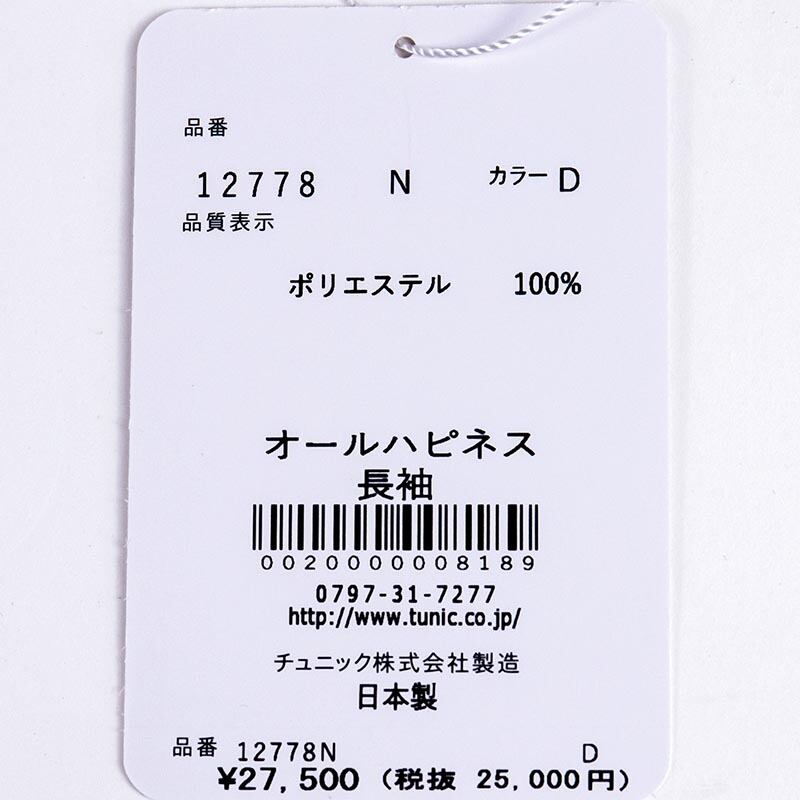 品番
12778 N カラー D
品質表示
ポリエステル 100%
オールハピネス
長袖
0020000008189
0797-31-7277
http://www.tunic.co.jp/
チュニック株式会社製造
日本製
品番 12778N D
¥27,500 (税抜 25,000円)